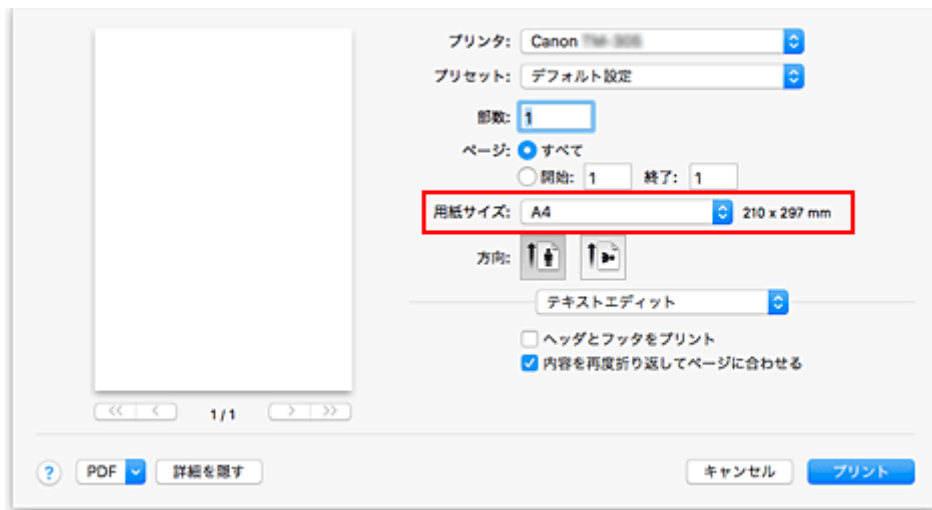 プリンタ: Canon
プリセット: デフォルト設定
部数: 1
ページ: すべて
開始: 1 終了: 1
用紙サイズ: A4 210 x 297 mm
方向:
テキストエディット
ヘッダとフッタをプリント
内容を再度折り返してページに合わせる
<< < 1 / 1 > >>
? PDF 詳細を隠す キャンセル プリント